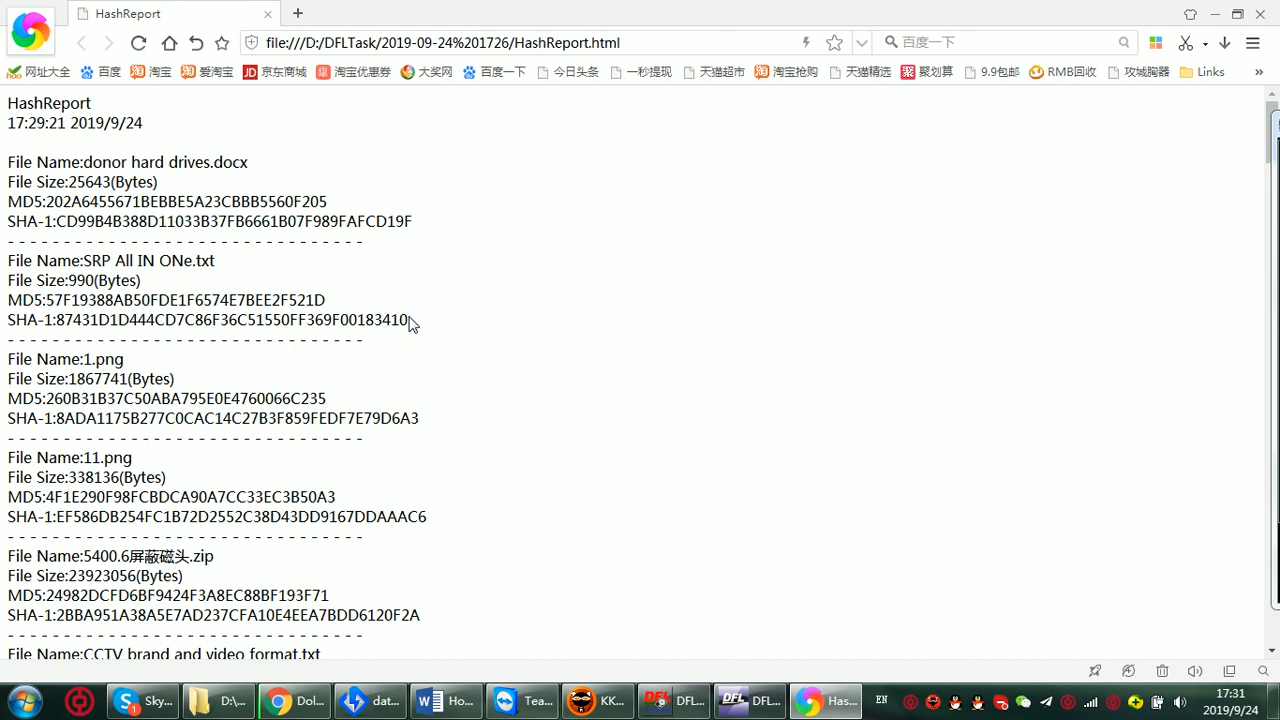 HashReport
file:///D:/DFLTask/2019-09-24%201726/HashReport.html
百度一下
网址大全
百度
淘宝
爱淘宝
JD
京东商城
淘宝优惠券
大奖网
百度一下
今日头条
一秒提现
天猫超市
淘宝抢购
天猫精选
聚划算
9.9包邮
RMB回收
攻城胸器
Links
HashReport
17:29:21 2019/9/24
File Name:donor hard drives.docx
File Size:25643(Bytes)
MD5:202A6455671BEBBE5A23CBBB5560F205
SHA-1:CD99B4B388D11033B37FB6661B07F989FAFCD19F
- - - - - - - - - - - - - - - - - - - - - - - - - - - - - - - -
File Name:SRP All IN ONe.txt
File Size:990(Bytes)
MD5:57F19388AB50FDE1F6574E7BEE2F521D
SHA-1:87431D1D444CD7C86F36C51550FF369F00183410
- - - - - - - - - - - - - - - - - - - - - - - - - - - - - - - -
File Name:1.png
File Size:1867741(Bytes)
MD5:260B31B37C50ABA795E0E4760066C235
SHA-1:8ADA1175B277C0CAC14C27B3F859FEDF7E79D6A3
- - - - - - - - - - - - - - - - - - - - - - - - - - - - - - - -
File Name:11.png
File Size:338136(Bytes)
MD5:4F1E290F98FCBDCA90A7CC33EC3B50A3
SHA-1:EF586DB254FC1B72D2552C38D43DD9167DDAAAC6
- - - - - - - - - - - - - - - - - - - - - - - - - - - - - - - -
File Name:5400.6屏蔽磁头.zip
File Size:23923056(Bytes)
MD5:24982DCFD6BF9424F3A8EC88BF193F71
SHA-1:2BBA951A38A5E7AD237CFA10E4EEA7BDD6120F2A
- - - - - - - - - - - - - - - - - - - - - - - - - - - - - - - -
File Name:CCTV brand and video format.txt
Sky...
D:\...
Dol...
dat...
Ho...
Tea...
KK...
DFL...
DFL...
Has...
EN
17:31
2019/9/24